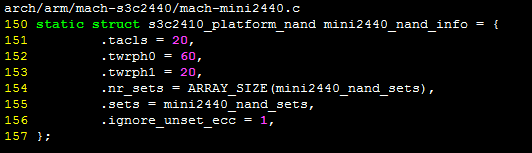 arch/arm/mach-s3c2440/mach-mini2440.c
150 static struct s3c2410_platform_nand mini2440_nand_info = {
151         .tacls = 20,
152         .twrph0 = 60,
153         .twrph1 = 20,
154         .nr_sets = ARRAY_SIZE(mini2440_nand_sets),
155         .sets = mini2440_nand_sets,
156         .ignore_unset_ecc = 1,
157 };